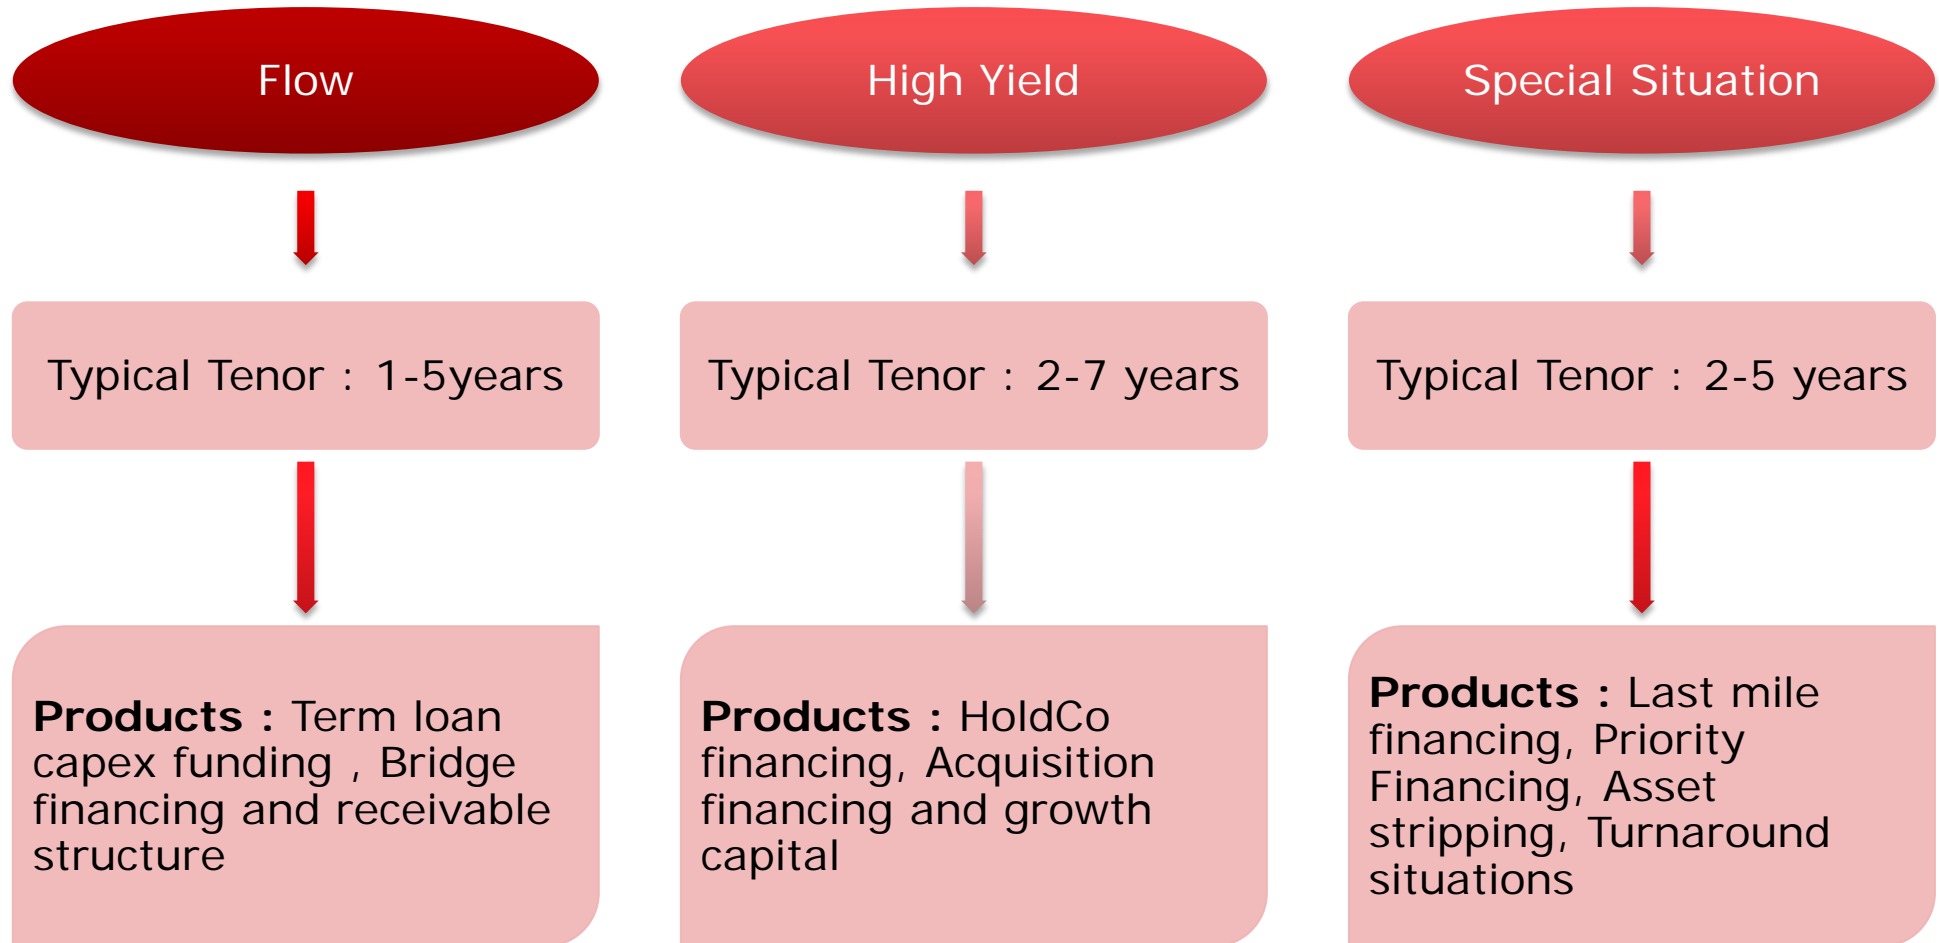 Flow
High Yield
Special Situation
Typical Tenor : 1-5years
Typical Tenor : 2-7 years
Typical Tenor : 2-5 years
Products : Term loan
capex funding , Bridge
financing and receivable
structure
Products : HoldCo
financing, Acquisition
financing and growth
capital
Products : Last mile
financing, Priority
Financing, Asset
stripping, Turnaround
situations